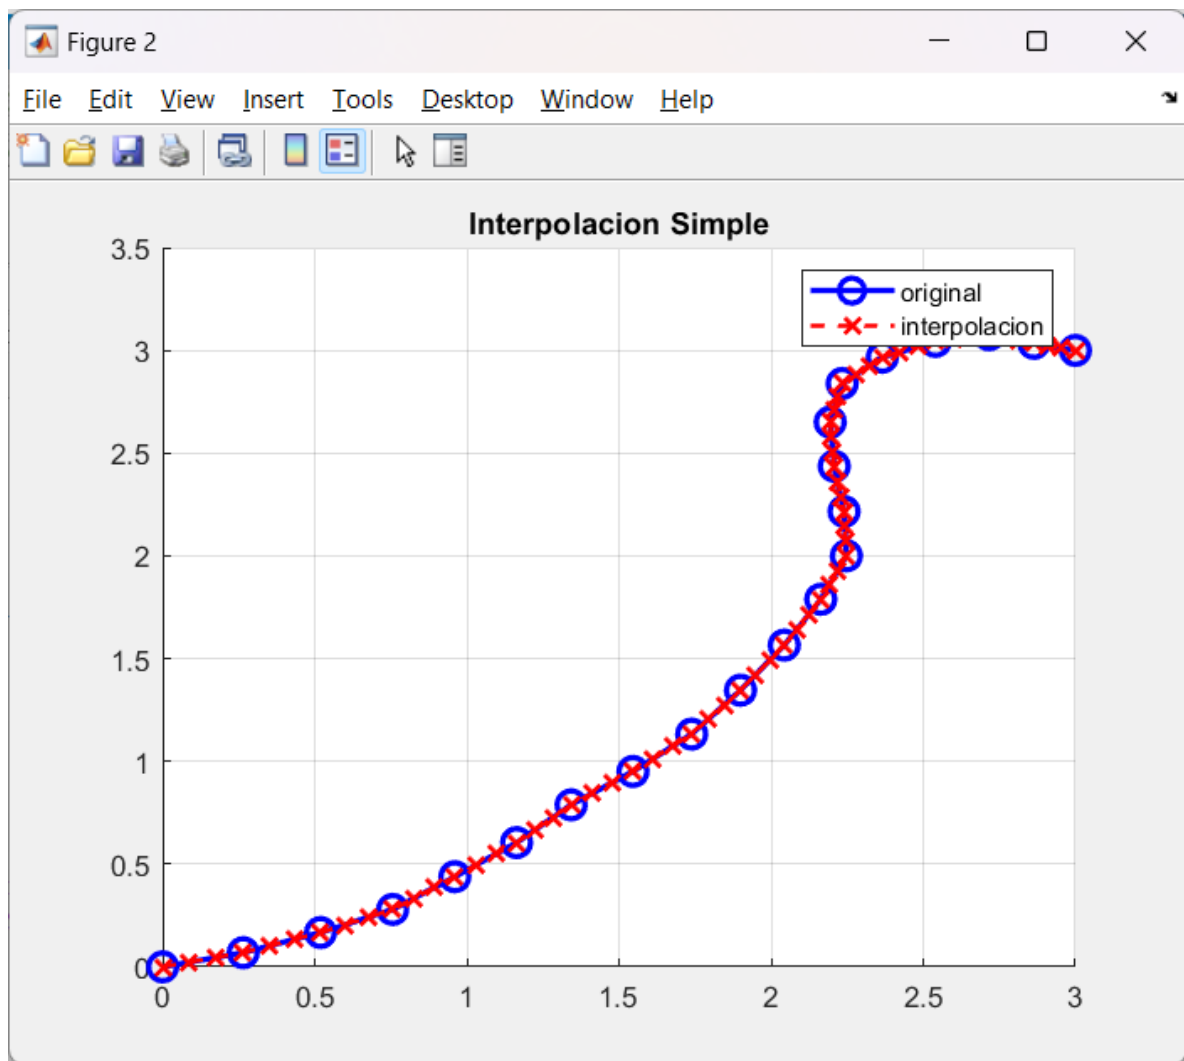 Figure 2
File Edit View Insert Tools Desktop Window Help
Interpolacion Simple
3.5
original
interpolacion
3
2.5
2
1.5
1
0.5
0
0 0.5 1 1.5 2 2.5 3